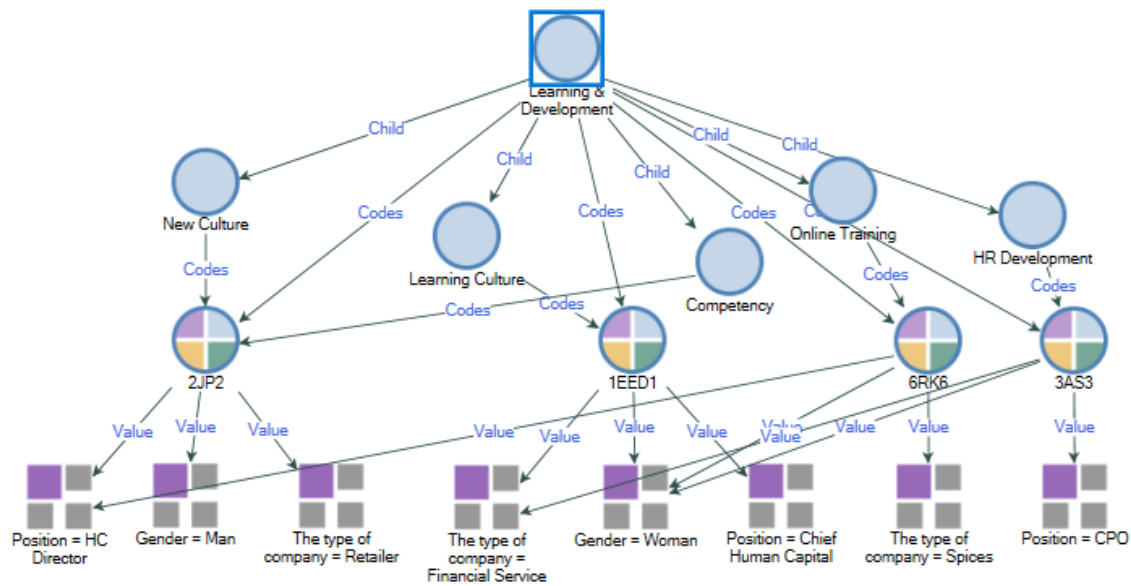 Learning &
Development
Child
Child
Child
Child
Child
New Culture
Codes
Codes
Codes
Co
Online Training
Learning Culture
HR Development
Codes
Codes
Codes
Competency
Codes
Codes
2JP2
1EED1
6RK6
3AS3
Value
Value
Value
Value
Value
Value
Value
Value
Value
Value
Value
Position = HC
Director
Gender = Man
The type of
company = Retailer
The type of
company =
Financial Service
Gender = Woman
Position = Chief
Human Capital
The type of
company = Spices
Position = CPO